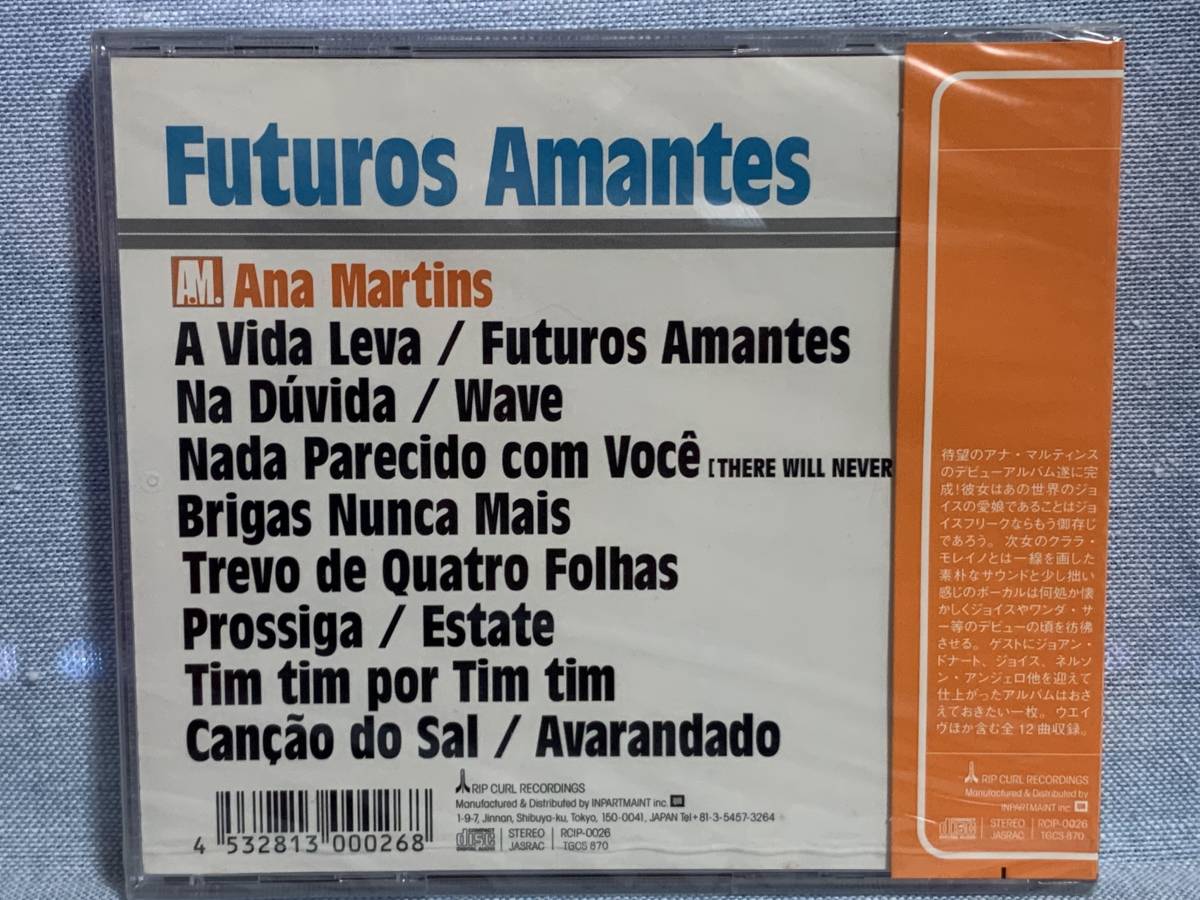 Futuros Amantes
A.M. Ana Martins
A Vida Leva / Futuros Amantes
Na Dúvida / Wave
Nada Parecido com Você [THERE WILL NEVER
Brigas Nunca Mais
Trevo de Quatro Folhas
Prossiga / Estate
Tim tim por Tim tim
Canção do Sal / Avarandado
RIP CURL RECORDINGS
Manufactured & Distributed by INPARTMAINT inc.
1-9-7, Jinnan, Shibuya-ku, Tokyo, 150-0041, JAPAN Tel+81-3-5457-3264
4 532813 000268
COMPACT disc DIGITAL AUDIO
STEREO
JASRAC
RCIP-0026
TGCS 870
待望のアナ・マルティンス
のデビューアルバム遂に完
成!彼女はあの世界のジョ
イスの愛娘であることはジョ
イスフリークならもう御存じ
であろう。次女のクララ・
モレイノとは一線を画した
素朴なサウンドと少し拙い
感じのボーカルは何処か懐
かしくジョイスやワンダ・サ
ー等のデビューの頃を彷彿
させる。ゲストにジョアン・
ドナート、ジョイス、ネルソ
ン・アンジェロ他を迎えて
仕上がったアルバムはおさ
えておきたい一枚。ウエイ
ヴほか含む全12曲収録。
RIP CURL RECORDINGS
Manufactured & Distributed by
INPARTMAINT inc.
disc
STEREO
JASRAC
RCIP-0026
TGCS-870